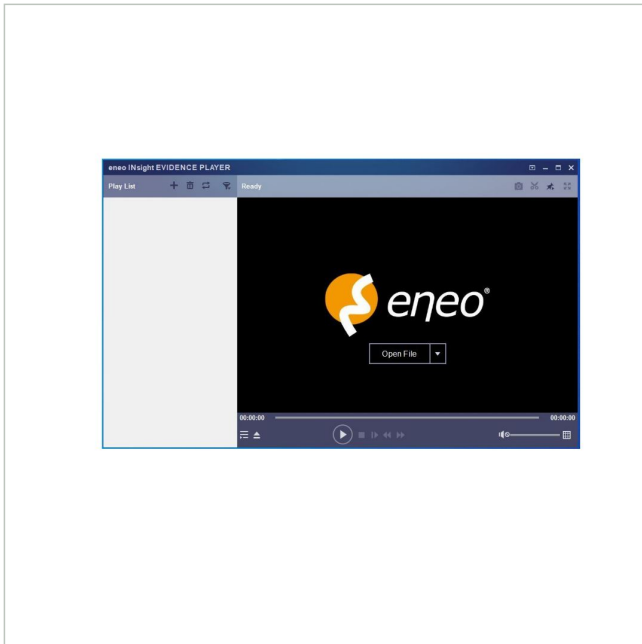 eneo INsight EVIDENCE PLAYER
Play List
Ready
eneo®
Open File
00:00:00
00:00:00